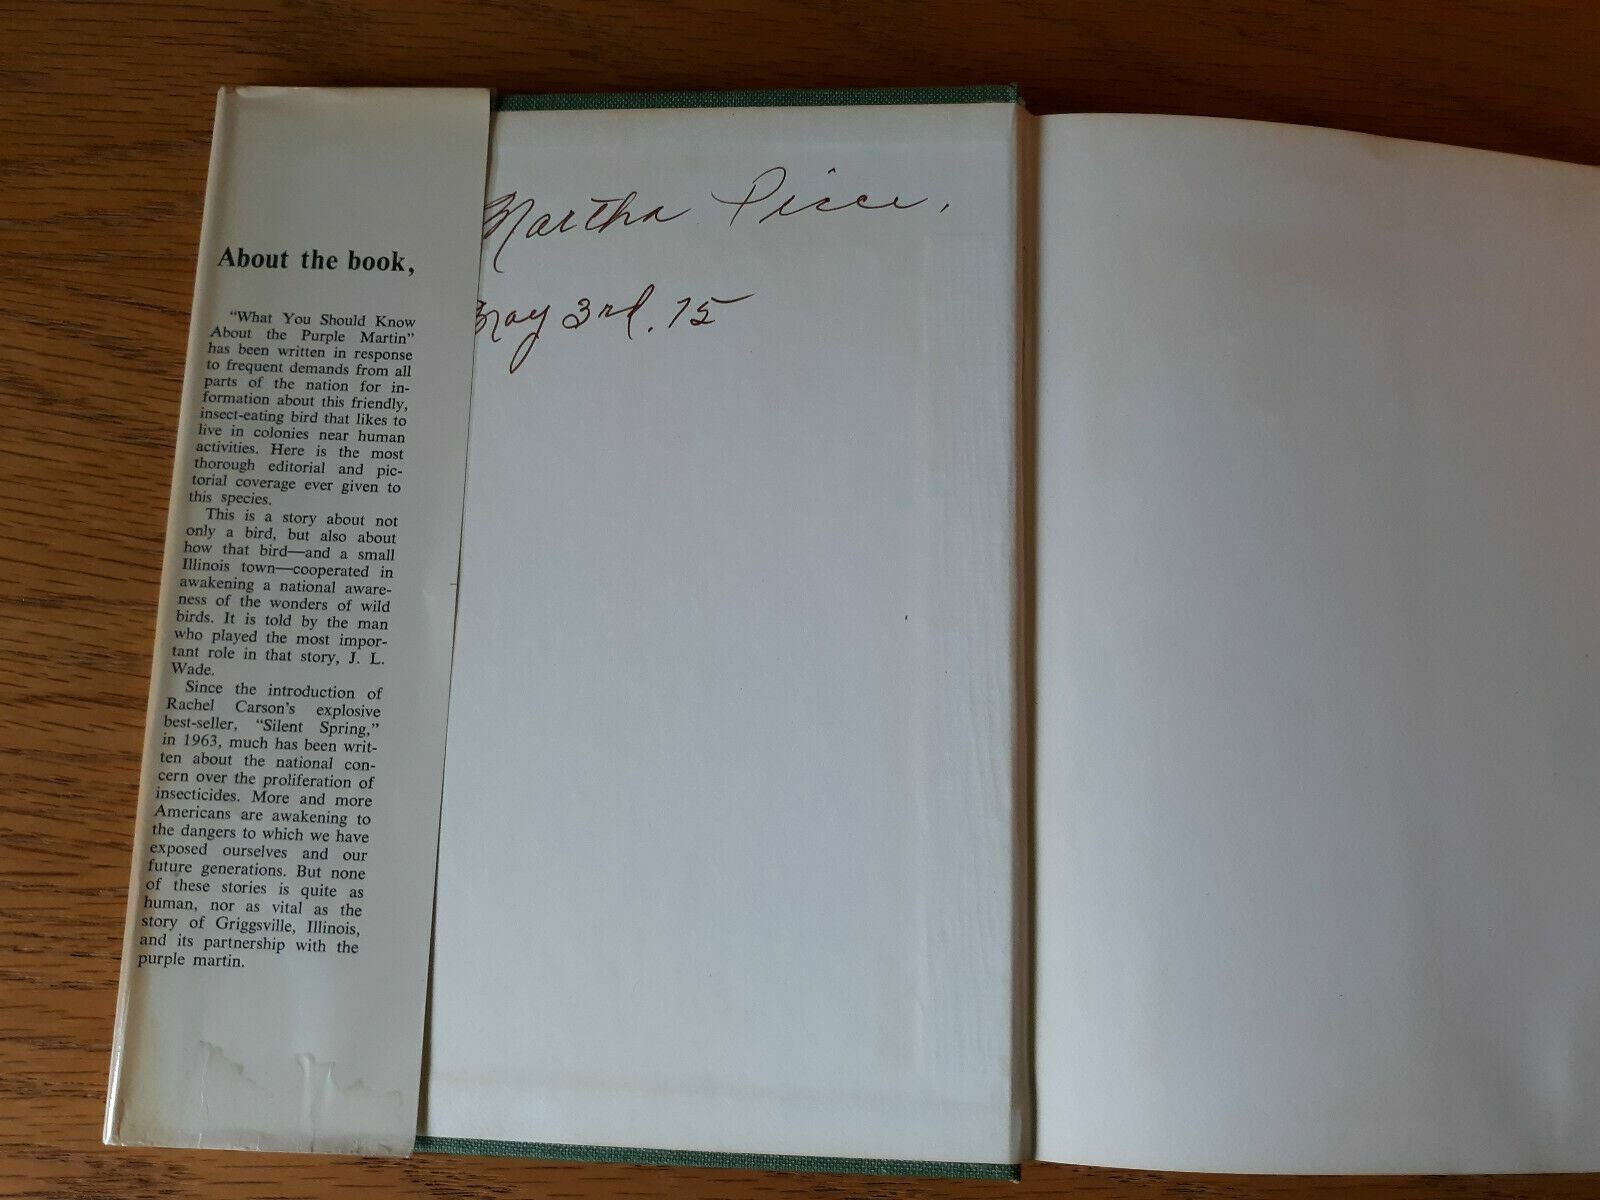 About the book,
"What You Should Know
About the Purple Martin"
has been written in response
to frequent demands from all
parts of the nation for in-
formation about this friendly,
insect-eating bird that likes to
live in colonies near human
activities. Here is the most
thorough editorial and pic-
torial coverage ever given to
this species.
This is a story about not
only a bird, but also about
how that bird—and a small
Illinois town—cooperated in
awakening a national aware-
ness of the wonders of wild
birds. It is told by the man
who played the most impor-
tant role in that story, J. L.
Wade.
Since the introduction of
Rachel Carson's explosive
best-seller, "Silent Spring,"
in 1963, much has been writ-
ten about the national con-
cern over the proliferation of
insecticides. More and more
Americans are awakening to
the dangers to which we have
exposed ourselves and our
future generations. But none
of these stories is quite as
human, nor as vital as the
story of Griggsville, Illinois,
and its partnership with the
purple martin.
Martha
May 3rd. 75